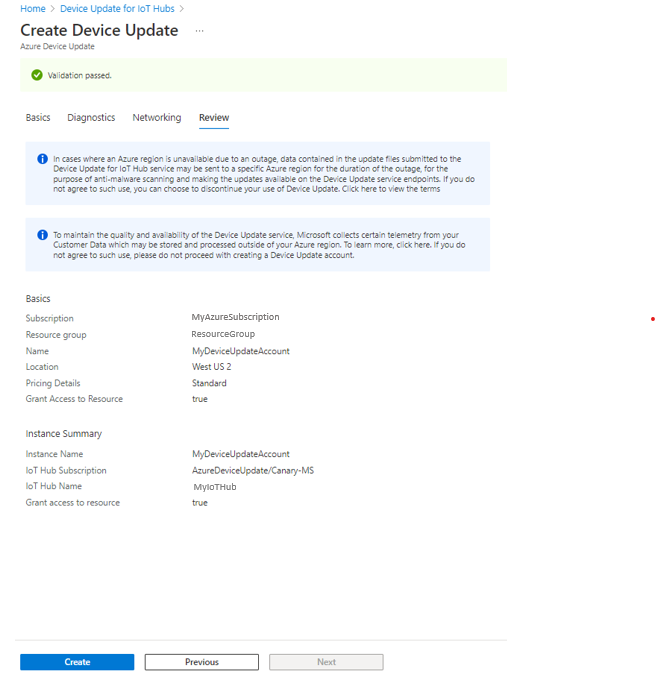 Home > Device Update for IoT Hubs >
Create Device Update ...
Azure Device Update
Validation passed.
Basics Diagnostics Networking Review
In cases where an Azure region is unavailable due to an outage, data contained in the update files submitted to the
Device Update for IoT Hub service may be sent to a specific Azure region for the duration of the outage, for the
purpose of anti-malware scanning and making the updates available on the Device Update service endpoints. If you do
not agree to such use, you can choose to discontinue your use of Device Update. Click here to view the terms
To maintain the quality and availability of the Device Update service, Microsoft collects certain telemetry from your
Customer Data which may be stored and processed outside of your Azure region. To learn more, click here. If you do
not agree to such use, please do not proceed with creating a Device Update account.
Basics
Subscription MyAzureSubscription
Resource group ResourceGroup
Name MyDeviceUpdateAccount
Location West US 2
Pricing Details Standard
Grant Access to Resource true
Instance Summary
Instance Name MyDeviceUpdateAccount
IoT Hub Subscription AzureDeviceUpdate/Canary-MS
IoT Hub Name MyIoTHub
Grant access to resource true
Create Previous Next